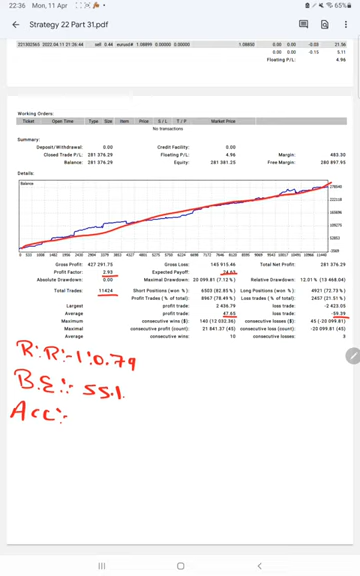 22:36 Mon, 11 Apr 65%
Strategy 22 Part 31.pdf
221802565 2022.04.11 21:26:44 sell 0.44 eurusd# 1.08899 0.00000 0.00000 1.08850 0.00 0.00 -0.03 21.56
0.00 0.00 -0.15 5.11
Floating P/L: 4.96
Working Orders:
Ticket Open Time Type Size Item Price S / L T / P Market Price
No transactions
Summary:
Deposit/Withdrawal: 0.00 Credit Facility: 0.00
Closed Trade P/L: 281 376.29 Floating P/L: 4.96 Margin: 483.30
Balance: 281 376.29 Equity: 281 381.25 Free Margin: 280 897.95
Details:
Balance
Gross Profit: 427 291.75 Gross Loss: 145 915.46 Total Net Profit: 281 376.29
Profit Factor: 2.93 Expected Payoff: 24.63
Absolute Drawdown: 0.00 Maximal Drawdown: 20 099.81 (7.12 %) Relative Drawdown: 12.01 % (13 468.04)
Total Trades: 11424 Short Positions (won %): 6503 (82.85%) Long Positions (won %): 4921 (72.73%)
Profit Trades (% of total): 8967 (78.49%) Loss trades (% of total): 2457 (21.51%)
Largest profit trade: 2 436.79 loss trade: -2 423.05
Average profit trade: 47.65 loss trade: -59.39
Maximum consecutive wins ($): 140 (12 032.36) consecutive losses ($): 45 (-20 099.81)
Maximal consecutive profit (count): 21 841.37 (45) consecutive loss (count): -20 099.81 (45)
Average consecutive wins: 10 consecutive losses: 3
R:R:-1:0.79
B.E:- 55.1
Acc:-